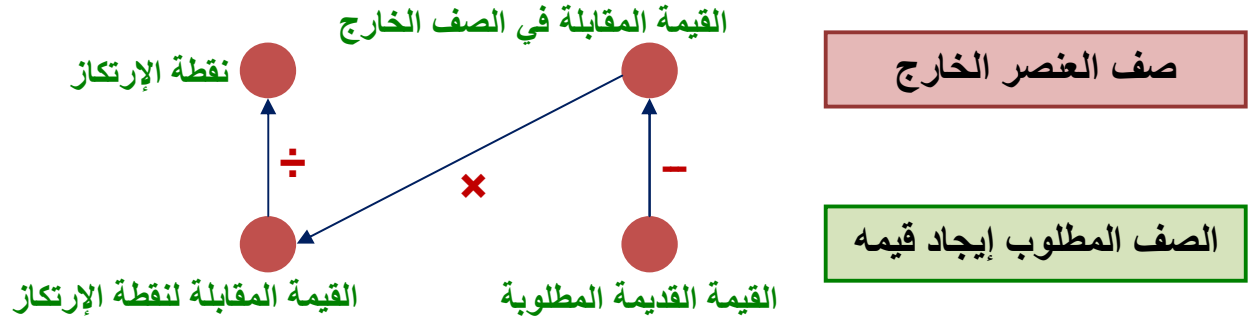 القيمة المقابلة في الصف الخارج
صف العنصر الخارج
نقطة الإرتكاز
÷
×
–
الصف المطلوب إيجاد قيمه
القيمة القديمة المطلوبة
القيمة المقابلة لنقطة الإرتكاز